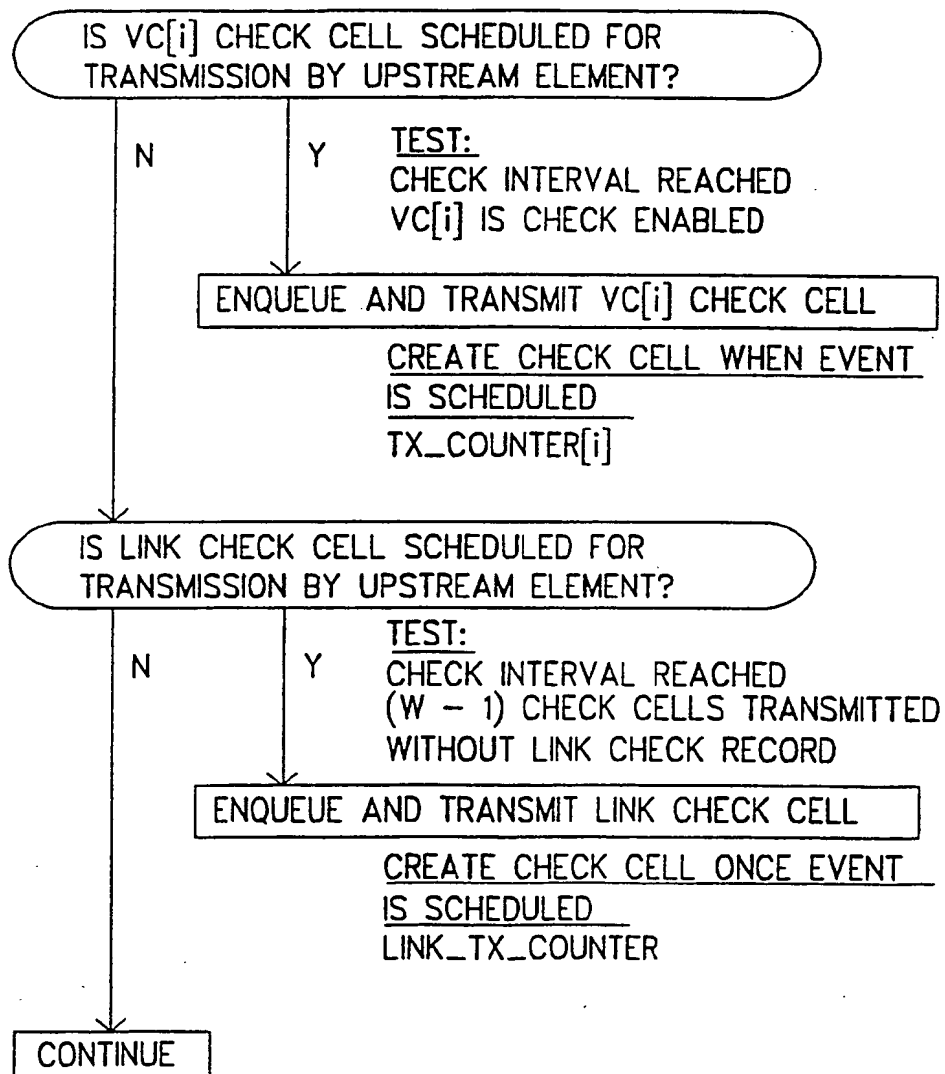 IS VC[i] CHECK CELL SCHEDULED FOR
TRANSMISSION BY UPSTREAM ELEMENT?
N
Y
TEST:
CHECK INTERVAL REACHED
VC[i] IS CHECK ENABLED
ENQUEUE AND TRANSMIT VC[i] CHECK CELL
CREATE CHECK CELL WHEN EVENT
IS SCHEDULED
TX_COUNTER[i]
IS LINK CHECK CELL SCHEDULED FOR
TRANSMISSION BY UPSTREAM ELEMENT?
N
Y
TEST:
CHECK INTERVAL REACHED
(W – 1) CHECK CELLS TRANSMITTED
WITHOUT LINK CHECK RECORD
ENQUEUE AND TRANSMIT LINK CHECK CELL
CREATE CHECK CELL ONCE EVENT
IS SCHEDULED
LINK_TX_COUNTER
CONTINUE